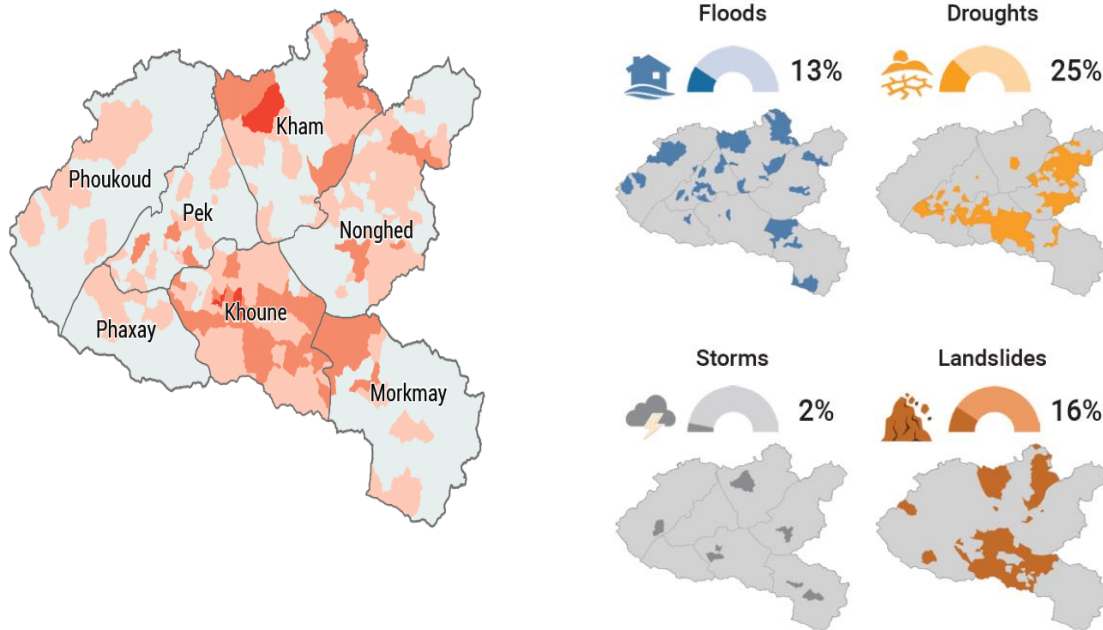 Floods
Droughts
13%
25%
Kham
Phoukoud
Pek
Nonghed
Khoune
Phaxay
Morkmay
Storms
Landslides
2%
16%